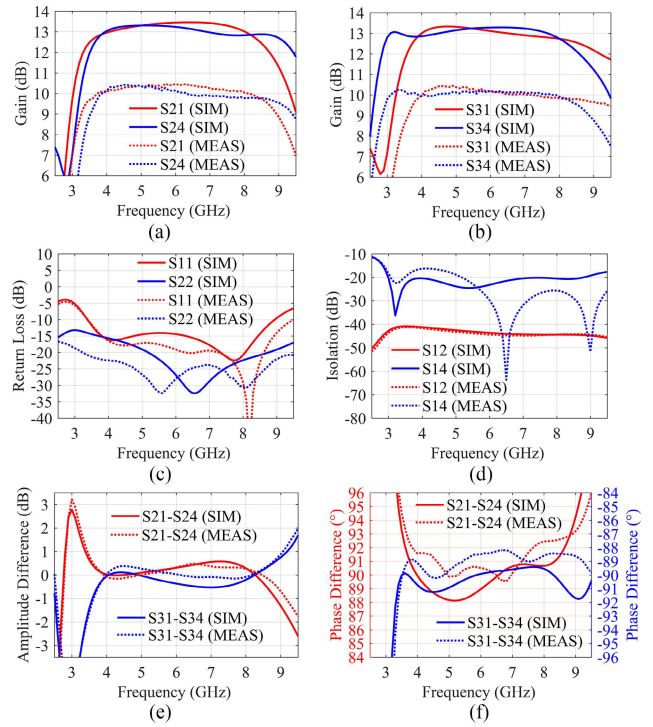 14
13
12
11
10
9
8
7
6
Gain (dB)
S21 (SIM)
S24 (SIM)
S21 (MEAS)
S24 (MEAS)
3 4 5 6 7 8 9
Frequency (GHz)
(a)
14
13
12
11
10
9
8
7
6
Gain (dB)
S31 (SIM)
S34 (SIM)
S31 (MEAS)
S34 (MEAS)
3 4 5 6 7 8 9
Frequency (GHz)
(b)
10
5
0
-5
-10
-15
-20
-25
-30
-35
-40
Return Loss (dB)
S11 (SIM)
S22 (SIM)
S11 (MEAS)
S22 (MEAS)
3 4 5 6 7 8 9
Frequency (GHz)
(c)
-10
-20
-30
-40
-50
-60
-70
-80
Isolation (dB)
S12 (SIM)
S14 (SIM)
S12 (MEAS)
S14 (MEAS)
3 4 5 6 7 8 9
Frequency (GHz)
(d)
3
2
1
0
-1
-2
-3
Amplitude Difference (dB)
S21-S24 (SIM)
S21-S24 (MEAS)
S31-S34 (SIM)
S31-S34 (MEAS)
3 4 5 6 7 8 9
Frequency (GHz)
(e)
96
95
94
93
92
91
90
89
88
87
86
85
84
Phase Difference (°)
S21-S24 (SIM)
S21-S24 (MEAS)
S31-S34 (SIM)
S31-S34 (MEAS)
-84
-85
-86
-87
-88
-89
-90
-91
-92
-93
-94
-95
-96
Phase Difference (°)
3 4 5 6 7 8 9
Frequency (GHz)
(f)